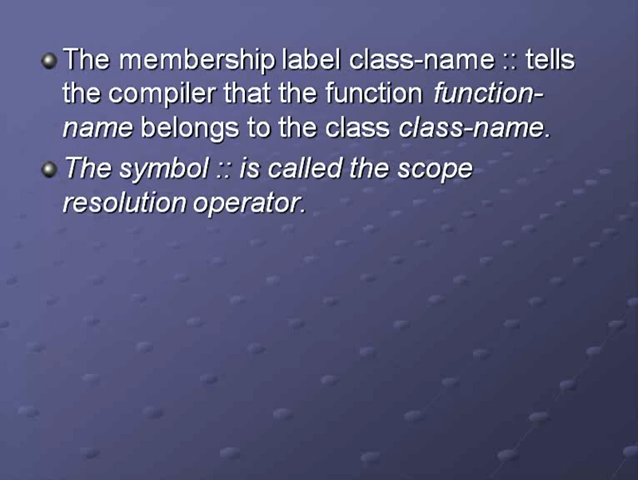 The membership label class-name :: tells
the compiler that the function function-
name belongs to the class class-name.
The symbol :: is called the scope
resolution operator.